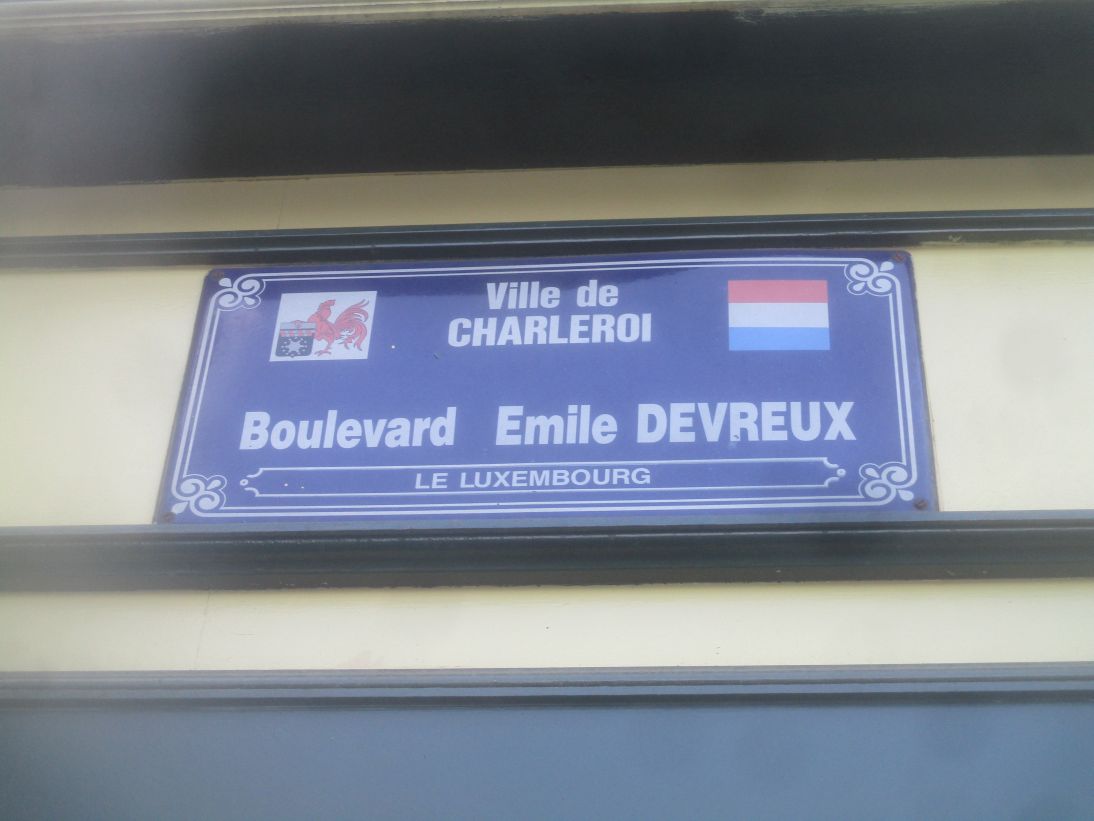 Ville de
CHARLEROI
Boulevard Emile DEVREUX
LE LUXEMBOURG